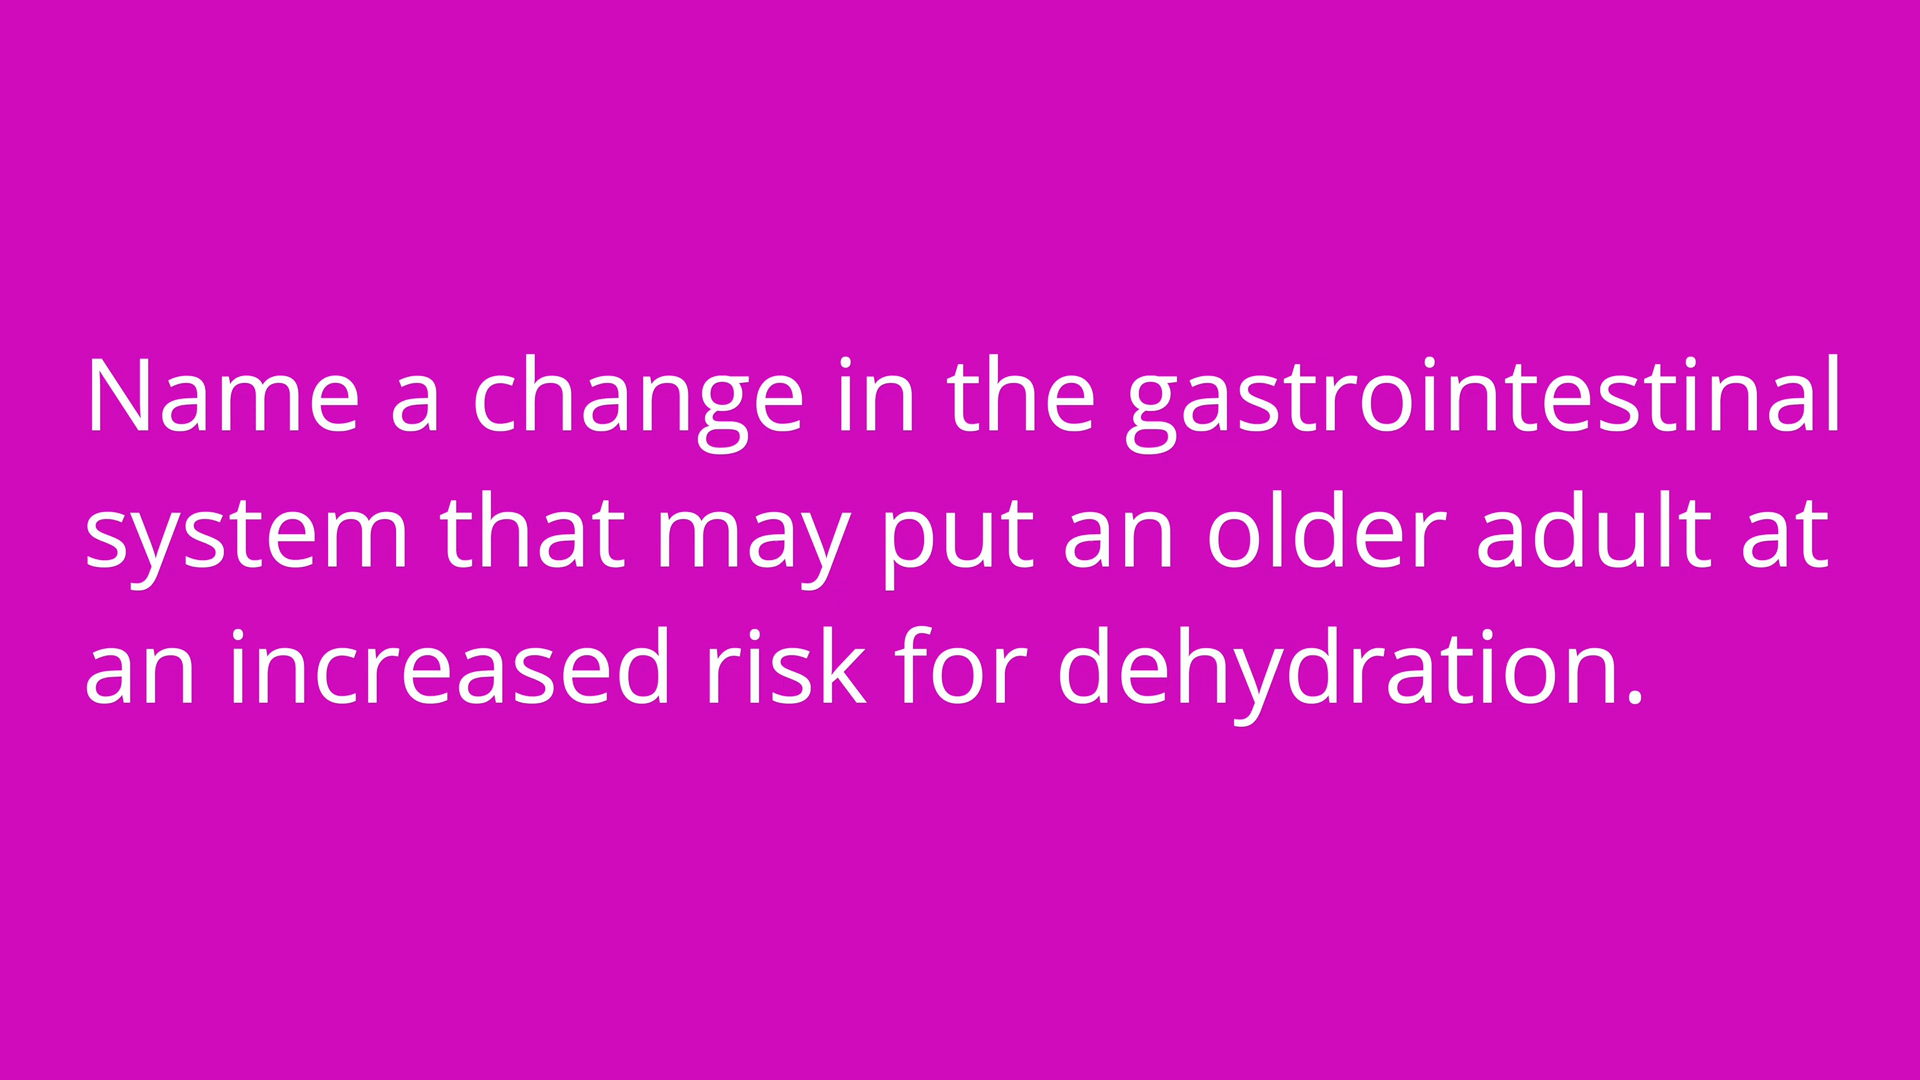 Name a change in the gastrointestinal
system that may put an older adult at
an increased risk for dehydration.